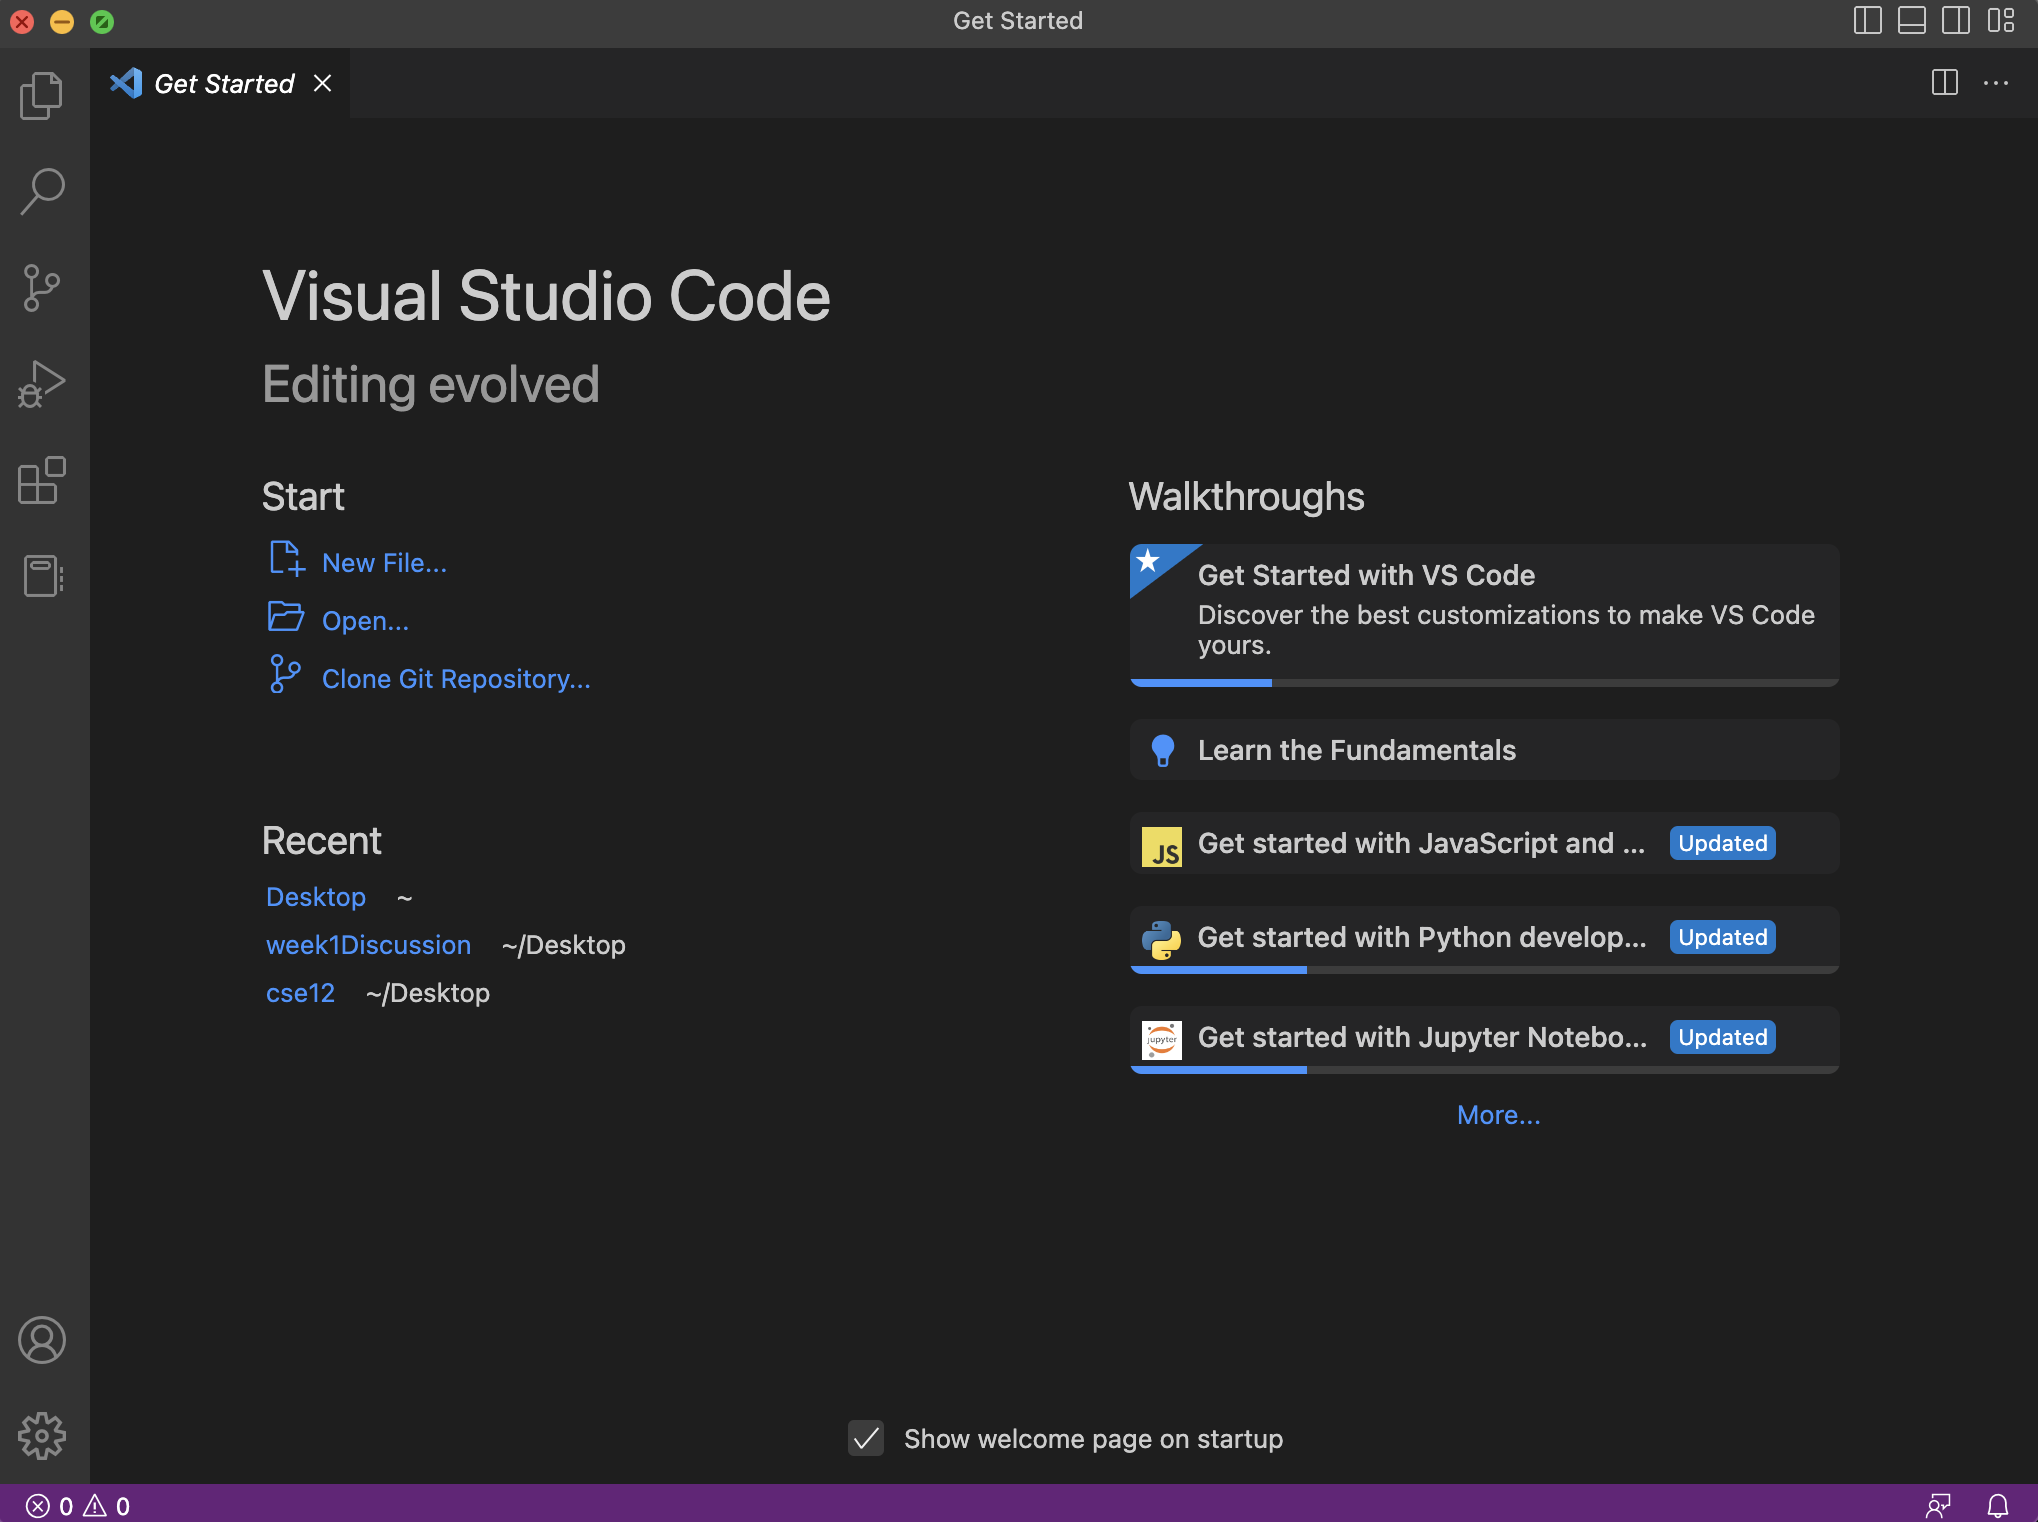 Get Started
Get Started
Visual Studio Code
Editing evolved
Start
New File...
Open...
Clone Git Repository...
Recent
Desktop ~
week1Discussion ~/Desktop
cse12 ~/Desktop
Walkthroughs
Get Started with VS Code
Discover the best customizations to make VS Code
yours.
Learn the Fundamentals
JS Get started with JavaScript and ... Updated
Get started with Python develop... Updated
jupyter Get started with Jupyter Notebo... Updated
More...
Show welcome page on startup
0 0